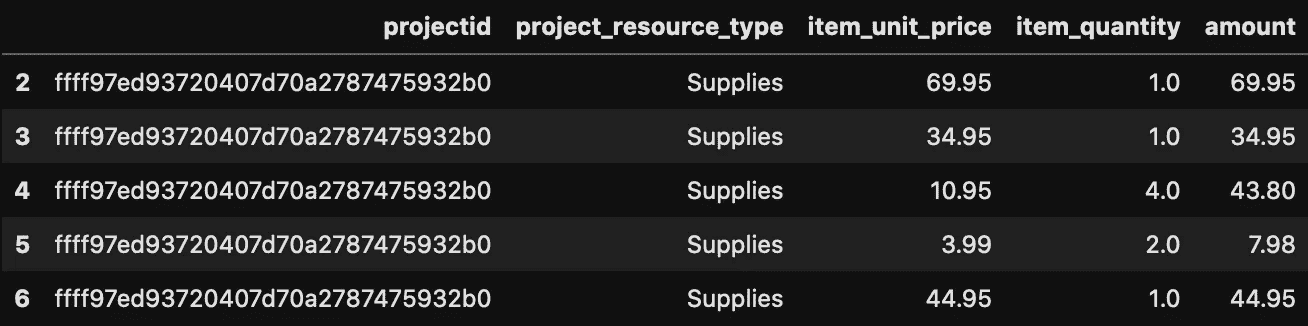 projectid project_resource_type item_unit_price item_quantity amount
2 ffff97ed93720407d70a2787475932b0 Supplies 69.95 1.0 69.95
3 ffff97ed93720407d70a2787475932b0 Supplies 34.95 1.0 34.95
4 ffff97ed93720407d70a2787475932b0 Supplies 10.95 4.0 43.80
5 ffff97ed93720407d70a2787475932b0 Supplies 3.99 2.0 7.98
6 ffff97ed93720407d70a2787475932b0 Supplies 44.95 1.0 44.95